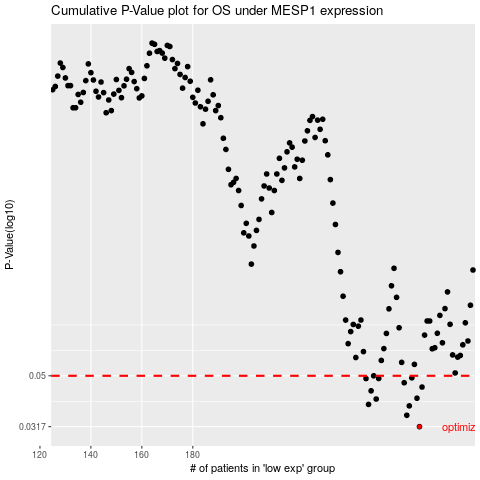 Cumulative P-Value plot for OS under MESP1 expression
P-Value(log10)
0.05
0.0317
optimiz
120 140 160 180
# of patients in 'low exp' group